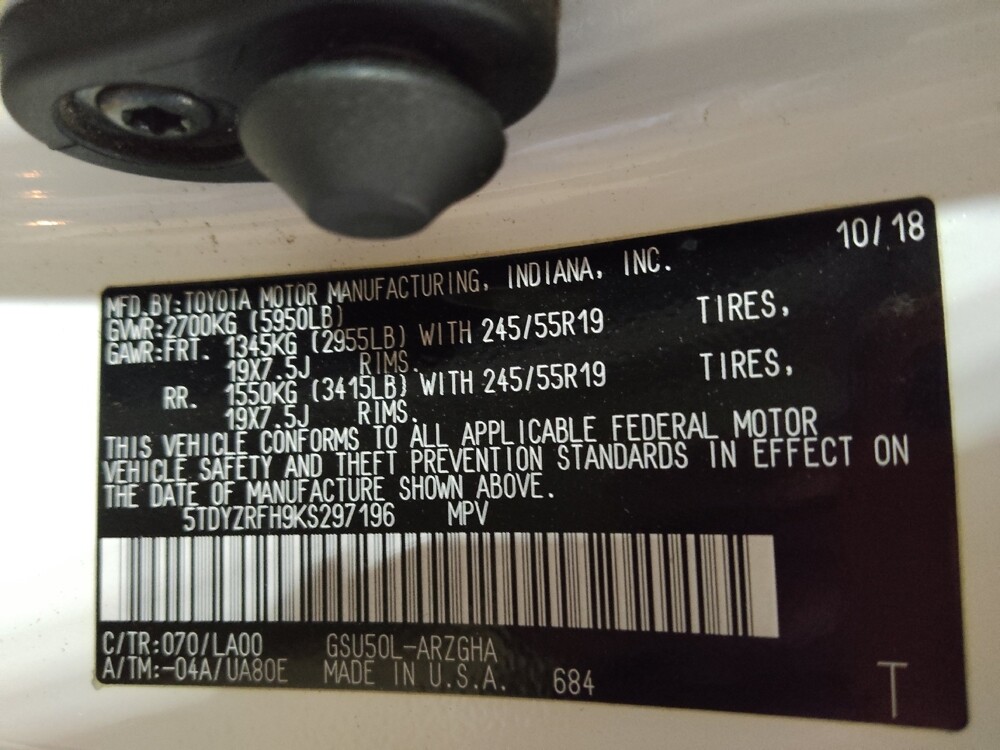 10/18
MFD.BY:TOYOTA MOTOR MANUFACTURING, INDIANA, INC.
GVWR:2700KG (5950LB)
GAWR:FRT. 1345KG (2955LB) WITH 245/55R19 TIRES,
19X7.5J RIMS.
RR. 1550KG (3415LB) WITH 245/55R19 TIRES,
19X7.5J RIMS.
THIS VEHICLE CONFORMS TO ALL APPLICABLE FEDERAL MOTOR
VEHICLE SAFETY AND THEFT PREVENTION STANDARDS IN EFFECT ON
THE DATE OF MANUFACTURE SHOWN ABOVE.
5TDYZRFH9KS297196 MPV
C/TR:070/LA00 GSU50L-ARZGHA
A/TM:-04A/UA80E MADE IN U.S.A. 684
T